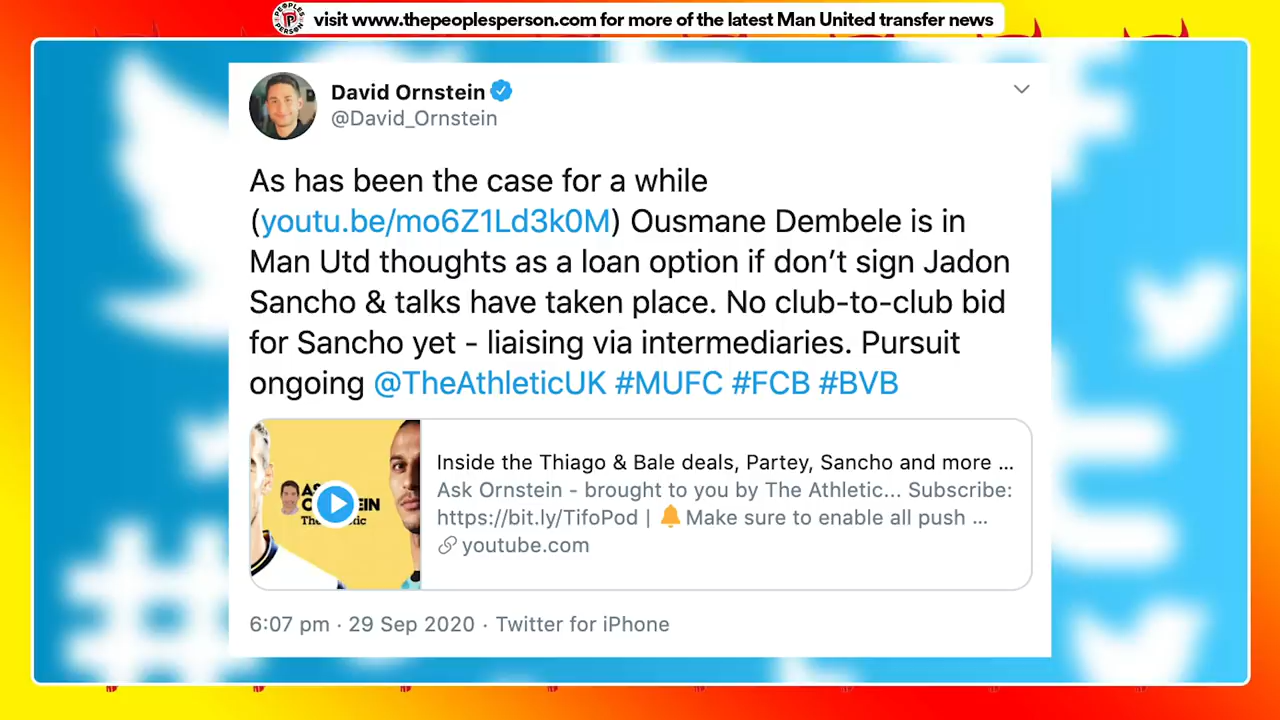 PEOPLES
PERSON
visit www.thepeoplesperson.com for more of the latest Man United transfer news
David Ornstein
@David_Ornstein
As has been the case for a while
(youtu.be/mo6Z1Ld3k0M) Ousmane Dembele is in
Man Utd thoughts as a loan option if don’t sign Jadon
Sancho & talks have taken place. No club-to-club bid
for Sancho yet - liaising via intermediaries. Pursuit
ongoing @TheAthleticUK #MUFC #FCB #BVB
Inside the Thiago & Bale deals, Partey, Sancho and more ...
Ask Ornstein - brought to you by The Athletic... Subscribe:
https://bit.ly/TifoPod | 🔔Make sure to enable all push ...
youtube.com
6:07 pm · 29 Sep 2020 · Twitter for iPhone